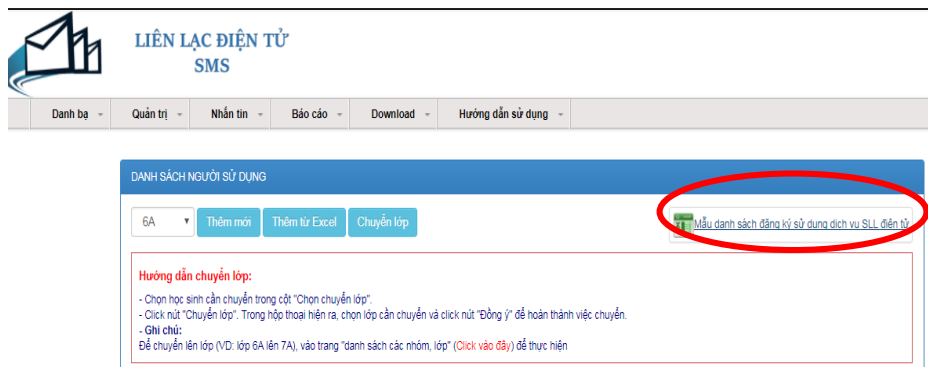 LIÊN LẠC ĐIỆN TỬ
SMS
Danh bạ Quản trị Nhắn tin Báo cáo Download Hướng dẫn sử dụng
DANH SÁCH NGƯỜI SỬ DỤNG
6A Thêm mới Thêm từ Excel Chuyển lớp Mẫu danh sách đăng ký sử dụng dịch vụ SLL điện tử
Hướng dẫn chuyển lớp:
- Chọn học sinh cần chuyển trong cột "Chọn chuyển lớp".
- Click nút "Chuyển lớp". Trong hộp thoại hiện ra, chọn lớp cần chuyển và click nút "Đồng ý" để hoàn thành việc chuyển.
- Ghi chú:
Để chuyển lên lớp (VD: lớp 6A lên 7A), vào trang "danh sách các nhóm, lớp" (Click vào đây) để thực hiện